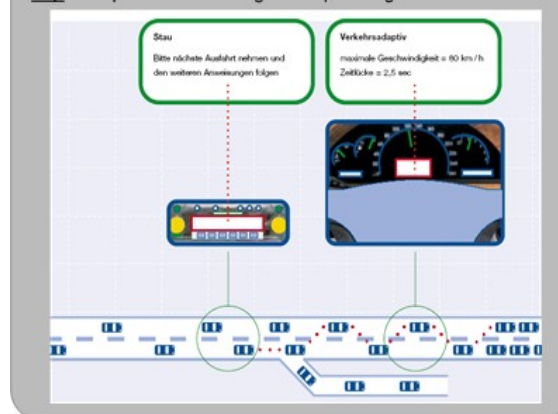 Stau
Bitte nächste Ausfahrt nehmen und
den weiteren Anweisungen folgen
Verkehrsadaptiv
maximale Geschwindigkeit = 80 km / h
Zeitlücke = 2,5 sec